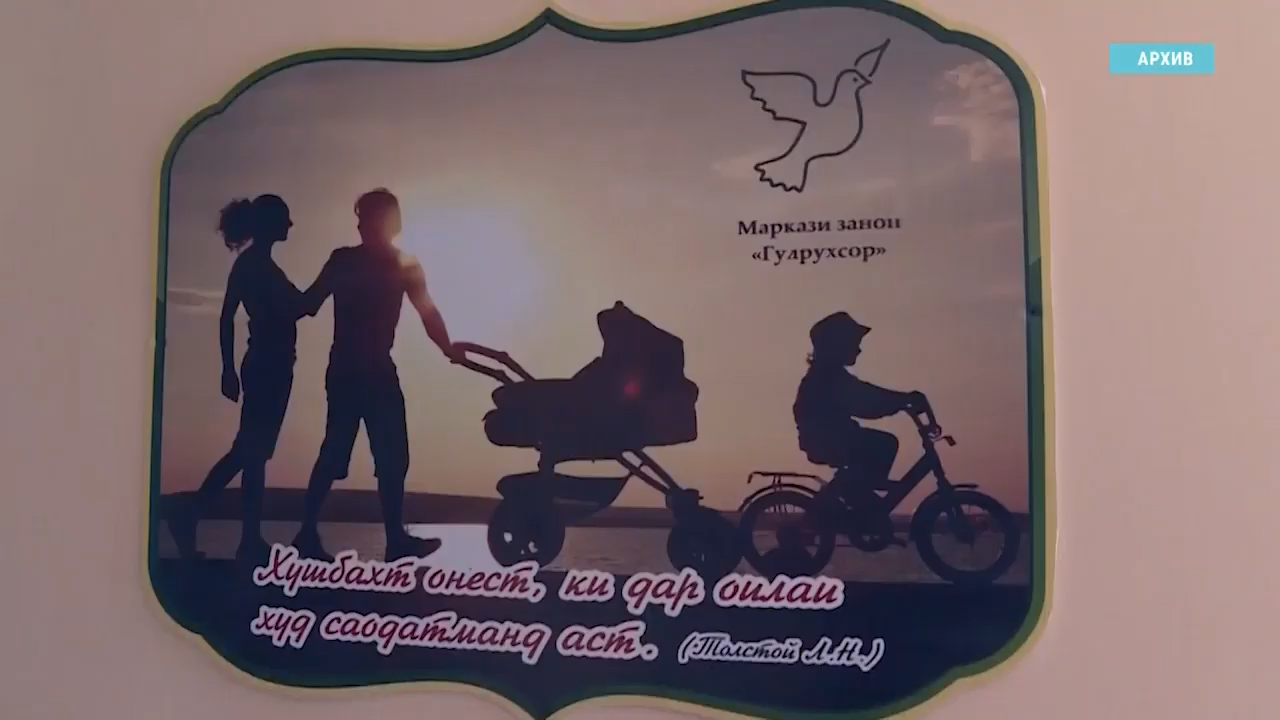 АРХИВ
Маркази занон
«Гулрухсор»
Хушбахт онест, ки дар оилаи
худ саодатманд аст. (Толстой Л.Н.)